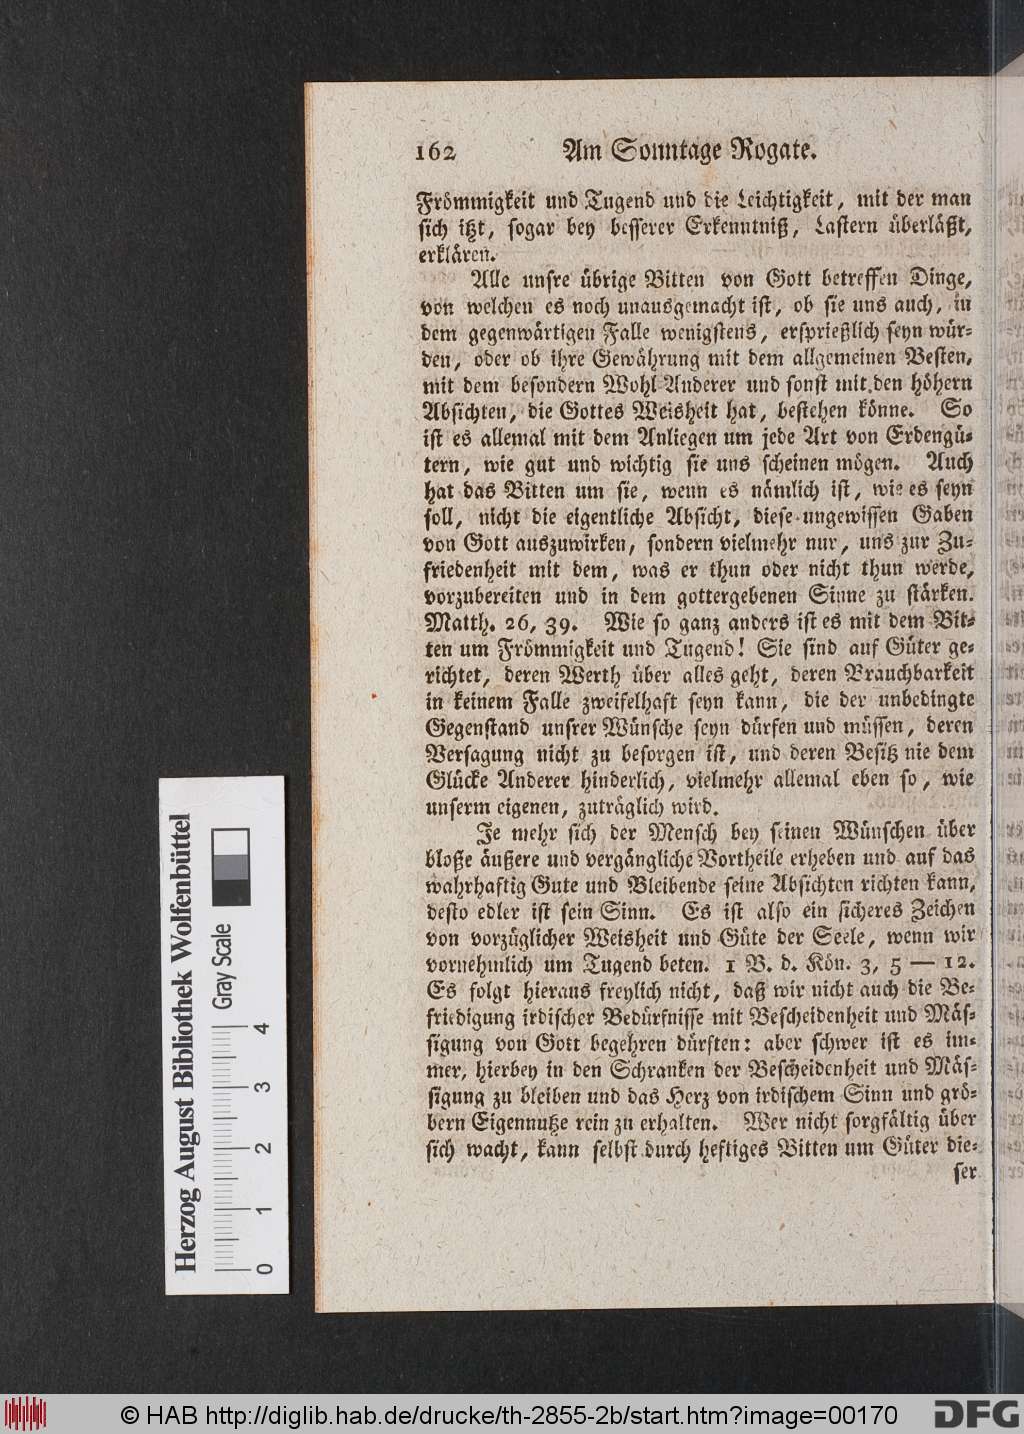 162 Am Sonntage Rogate.
Frömmigkeit und Tugend und die Leichtigkeit, mit der man
sich itzt, sogar bey besserer Erkenntniß, Lastern überläßt,
erklären.
Alle unsre übrige Bitten von Gott betreffen Dinge,
von welchen es noch unausgemacht ist, ob sie uns auch, in
dem gegenwärtigen Falle wenigstens, ersprießlich seyn wür-
den, oder ob ihre Gewährung mit dem allgemeinen Besten,
mit dem besondern Wohl Anderer und sonst mit den höhern
Absichten, die Gottes Weisheit hat, bestehen könne. So
ist es allemal mit dem Anliegen um jede Art von Erdengü-
tern, wie gut und wichtig sie uns scheinen mögen. Auch
hat das Bitten um sie, wenn es nämlich ist, wie es seyn
soll, nicht die eigentliche Absicht, diese ungewissen Gaben
von Gott auszuwirken, sondern vielmehr nur, uns zur Zu-
friedenheit mit dem, was er thun oder nicht thun werde,
vorzubereiten und in dem gottergebenen Sinne zu stärken.
Matth. 26, 39. Wie so ganz anders ist es mit dem Bit-
ten um Frömmigkeit und Tugend! Sie sind auf Güter ge-
richtet, deren Werth über alles geht, deren Brauchbarkeit
in keinem Falle zweifelhaft seyn kann, die der unbedingte
Gegenstand unsrer Wünsche seyn dürfen und müssen, deren
Versagung nicht zu besorgen ist, und deren Besitz nie dem
Glücke Anderer hinderlich, vielmehr allemal eben so, wie
unserm eigenen, zuträglich wird.
Je mehr sich der Mensch bey seinen Wünschen über
bloße äußere und vergängliche Vortheile erheben und auf das
wahrhaftig Gute und Bleibende seine Absichten richten kann,
desto edler ist sein Sinn. Es ist also ein sicheres Zeichen
von vorzüglicher Weisheit und Güte der Seele, wenn wir
vornehmlich um Tugend beten. 1 B. d. Kön. 3, 5 — 12.
Es folgt hieraus freylich nicht, daß wir nicht auch die Be-
friedigung irdischer Bedürfnisse mit Bescheidenheit und Mäs-
sigung von Gott begehren dürften: aber schwer ist es im-
mer, hierbey in den Schranken der Bescheidenheit und Mäs-
sigung zu bleiben und das Herz von irdischem Sinn und grö-
bern Eigennutze rein zu erhalten. Wer nicht sorgfältig über
sich wacht, kann selbst durch heftiges Bitten um Güter die-
ser
Herzog August Bibliothek Wolfenbüttel
Gray Scale
0 1 2 3 4
© HAB http://diglib.hab.de/drucke/th-2855-2b/start.htm?image=00170
DFG